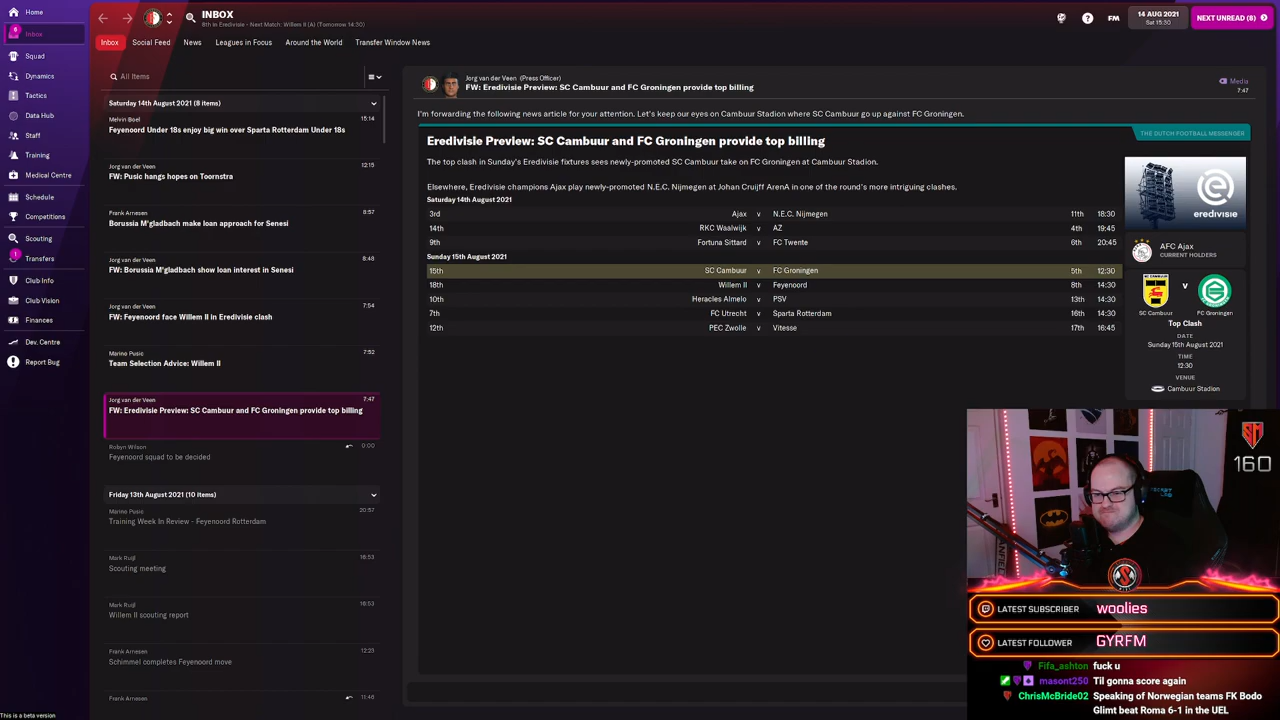 Home
Inbox
6
Squad
Dynamics
Tactics
Data Hub
Staff
Training
Medical Centre
Schedule
Competitions
Scouting
Transfers
1
Club Info
Club Vision
Finances
Dev. Centre
Report Bug
This is a beta version
INBOX
8th in Eredivisie - Next Match: Willem II (A) (Tomorrow 14:30)
FM
14 AUG 2021
Sat 15:30
NEXT UNREAD (6)
Inbox
Social Feed
News
Leagues in Focus
Around the World
Transfer Window News
All Items
Saturday 14th August 2021 (8 items)
Melvin Boel 15:14
Feyenoord Under 18s enjoy big win over Sparta Rotterdam Under 18s
Jorg van der Veen 12:15
FW: Pusic hangs hopes on Toornstra
Frank Arnesen 8:57
Borussia M'gladbach make loan approach for Senesi
Jorg van der Veen 8:48
FW: Borussia M'gladbach show loan interest in Senesi
Jorg van der Veen 7:54
FW: Feyenoord face Willem II in Eredivisie clash
Marine Pusic 7:52
Team Selection Advice: Willem II
Jorg van der Veen 7:47
FW: Eredivisie Preview: SC Cambuur and FC Groningen provide top billing
Robyn Wilson 0:00
Feyenoord squad to be decided
Friday 13th August 2021 (10 items)
Marine Pusic 20:57
Training Week In Review - Feyenoord Rotterdam
Mark Ruijl 16:53
Scouting meeting
Mark Ruijl 16:53
Willem II scouting report
Frank Arnesen 12:23
Schimmel completes Feyenoord move
Frank Arnesen 11:46
Jorg van der Veen (Press Officer)
FW: Eredivisie Preview: SC Cambuur and FC Groningen provide top billing
Media
7:47
I'm forwarding the following news article for your attention. Let's keep our eyes on Cambuur Stadion where SC Cambuur go up against FC Groningen.
THE DUTCH FOOTBALL MESSENGER
Eredivisie Preview: SC Cambuur and FC Groningen provide top billing
The top clash in Sunday's Eredivisie fixtures sees newly-promoted SC Cambuur take on FC Groningen at Cambuur Stadion.
Elsewhere, Eredivisie champions Ajax play newly-promoted N.E.C. Nijmegen at Johan Cruijff ArenA in one of the round's more intriguing clashes.
Saturday 14th August 2021
3rd Ajax v N.E.C. Nijmegen 11th 18:30
14th RKC Waalwijk v AZ 4th 19:45
9th Fortuna Sittard v FC Twente 6th 20:45
Sunday 15th August 2021
15th SC Cambuur v FC Groningen 5th 12:30
18th Willem II v Feyenoord 8th 14:30
10th Heracles Almelo v PSV 13th 14:30
7th FC Utrecht v Sparta Rotterdam 16th 14:30
12th PEC Zwolle v Vitesse 17th 16:45
eredivisie
AFC Ajax
CURRENT HOLDERS
v
SC Cambuur FC Groningen
Top Clash
DATE
Sunday 15th August 2021
TIME
12:30
VENUE
Cambuur Stadion
160
LATEST SUBSCRIBER woolies
LATEST FOLLOWER GYRFM
Fifa_ashton fuck u
masont250 Til gonna score again
ChrisMcBride02 Speaking of Norwegian teams FK Bodo
Glimt beat Roma 6-1 in the UEL